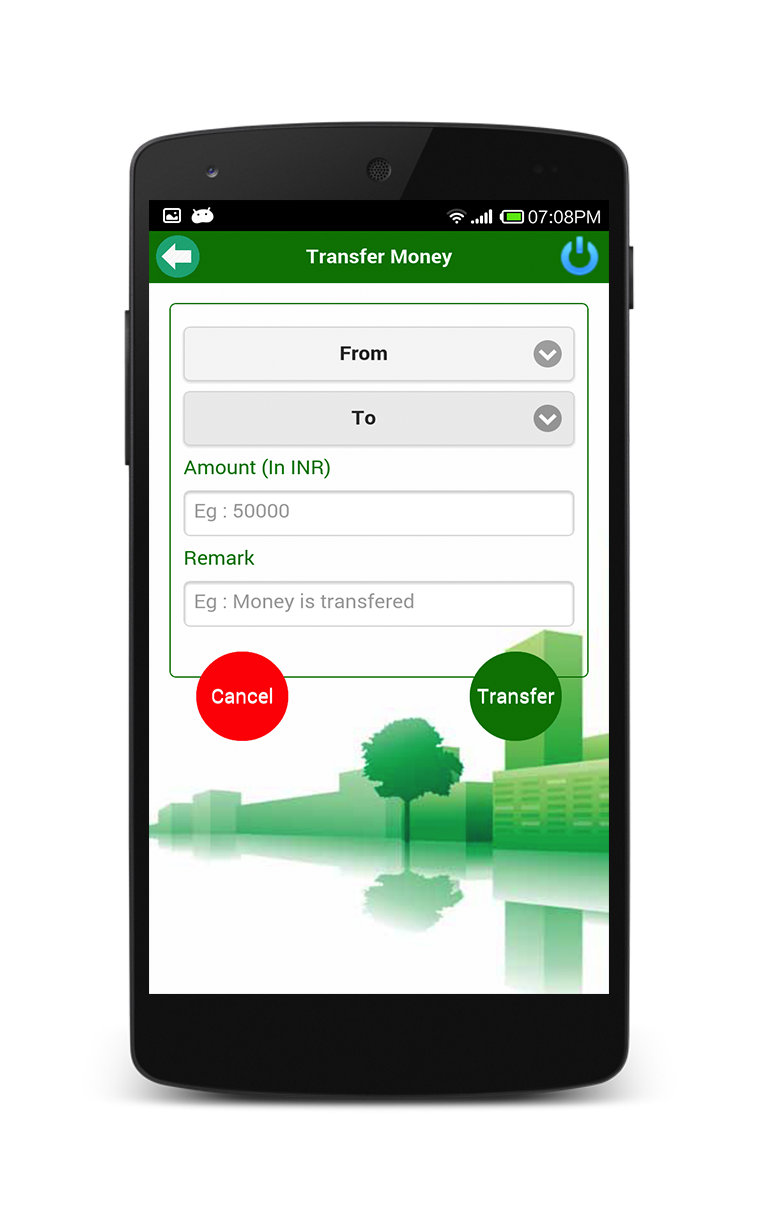 07:08PM
Transfer Money
From
To
Amount (In INR)
Eg : 50000
Remark
Eg : Money is transfered
Cancel
Transfer